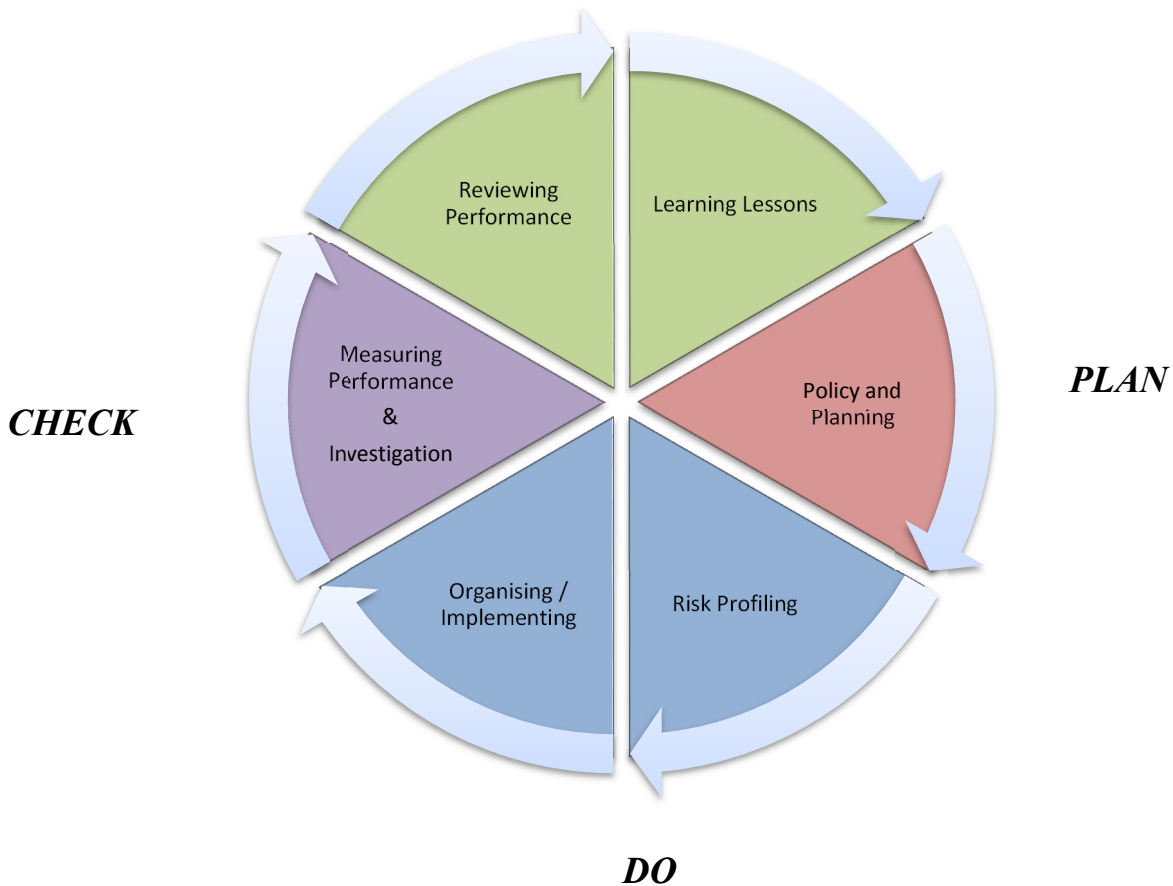 Reviewing
Performance
Learning Lessons
Measuring
Performance
&
Investigation
Policy and
Planning
PLAN
CHECK
Organising /
Implementing
Risk Profiling
DO